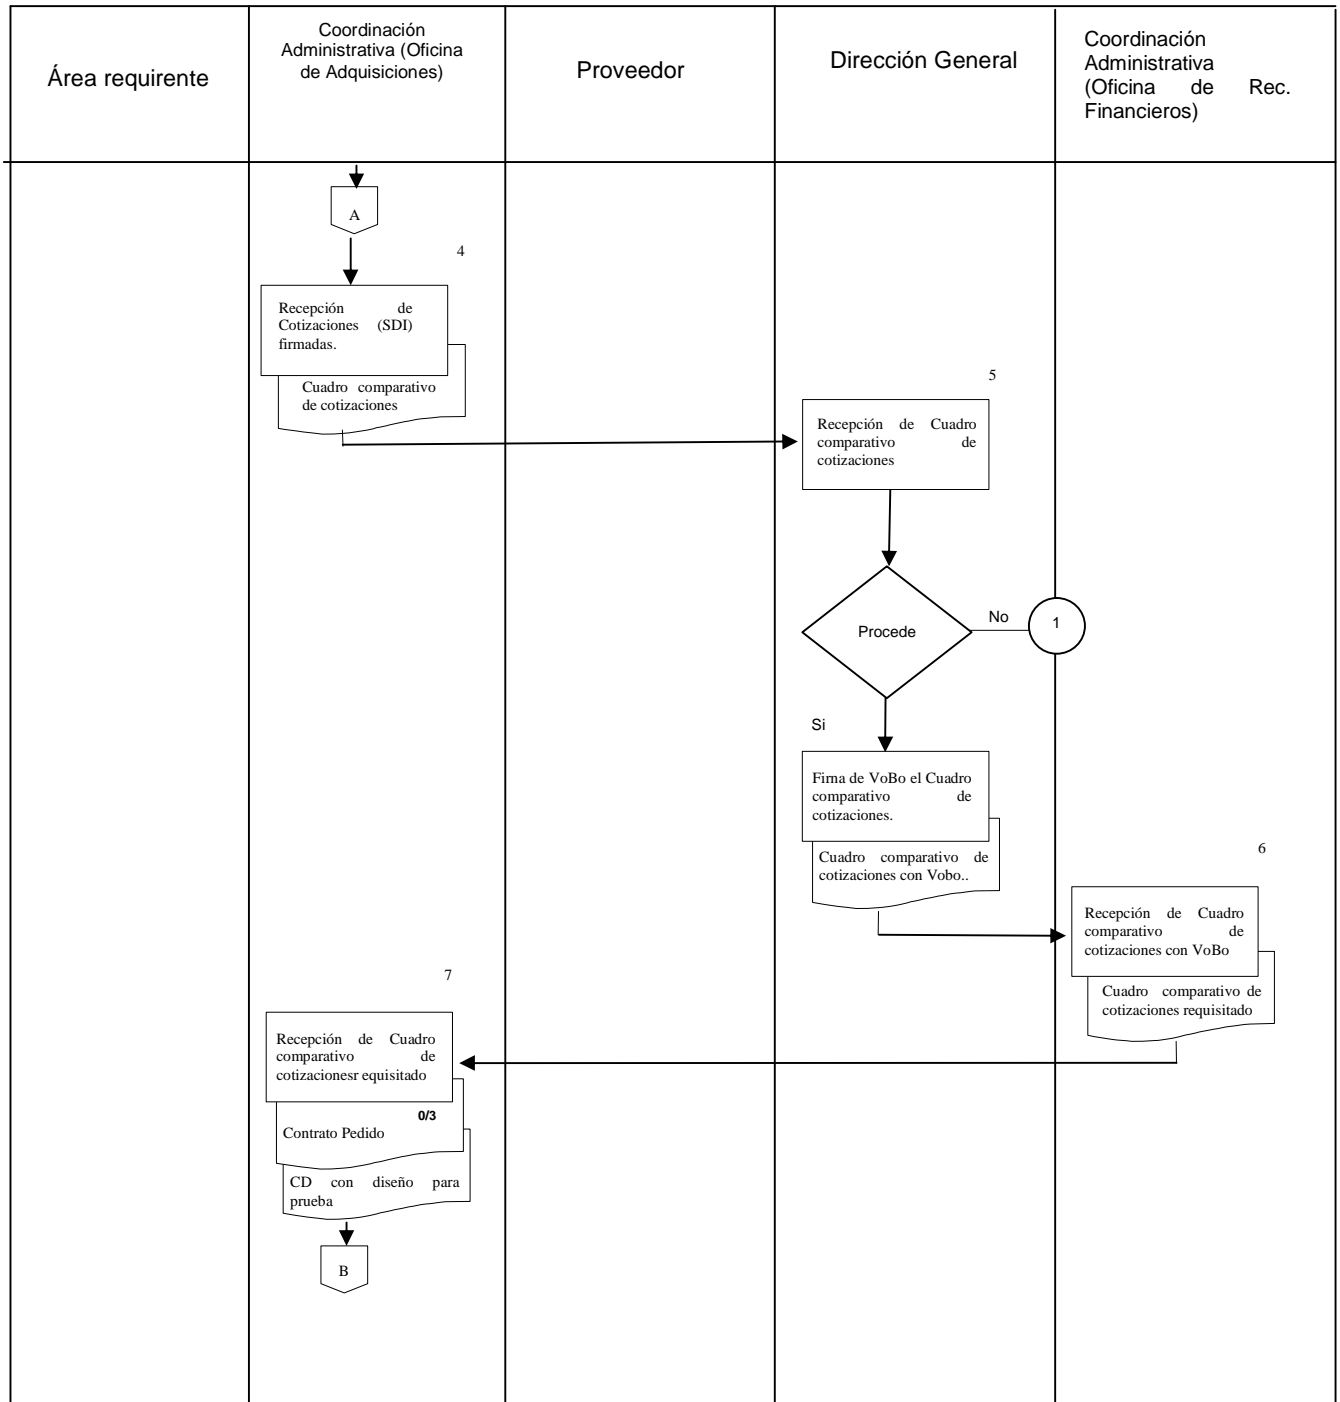 Área requirente
Coordinación
Administrativa (Oficina
de Adquisiciones)
Proveedor
Dirección General
Coordinación
Administrativa
(Oficina de Rec.
Financieros)
A
4
Recepción de
Cotizaciones (SDI)
firmadas.
Cuadro comparativo
de cotizaciones
5
Recepción de Cuadro
comparativo de
cotizaciones
Procede
No
1
Si
Firna de VoBo el Cuadro
comparativo de
cotizaciones.
Cuadro comparativo de
cotizaciones con Vobo..
6
Recepción de Cuadro
comparativo de
cotizaciones con VoBo
Cuadro comparativo de
cotizaciones requisitado
7
Recepción de Cuadro
comparativo de
cotizacionesr equisitado
0/3
Contrato Pedido
CD con diseño para
prueba
B